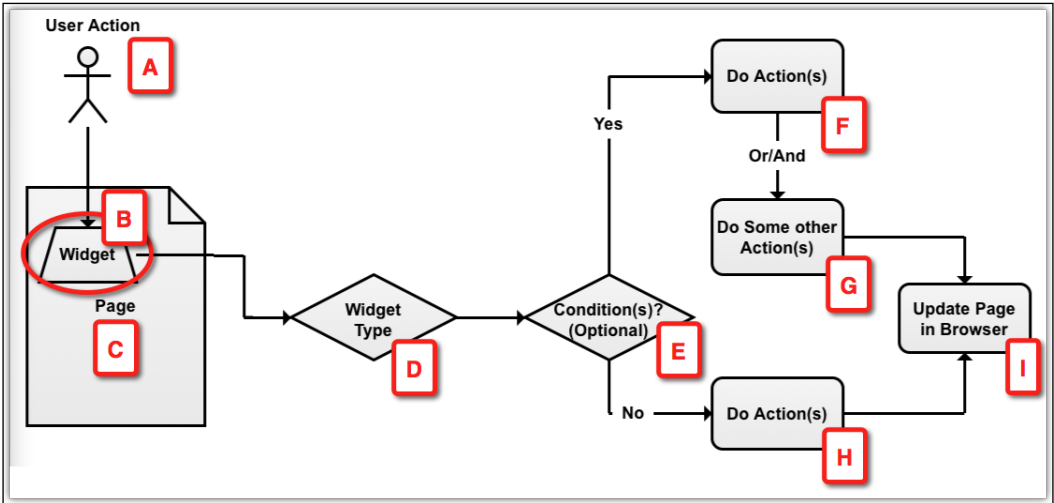 User Action
A
B
Widget
Page
C
Widget
Type
D
Condition(s)?
(Optional)
E
Yes
Do Action(s)
F
Or/And
Do Some other
Action(s)
G
No
Do Action(s)
H
Update Page
in Browser
I